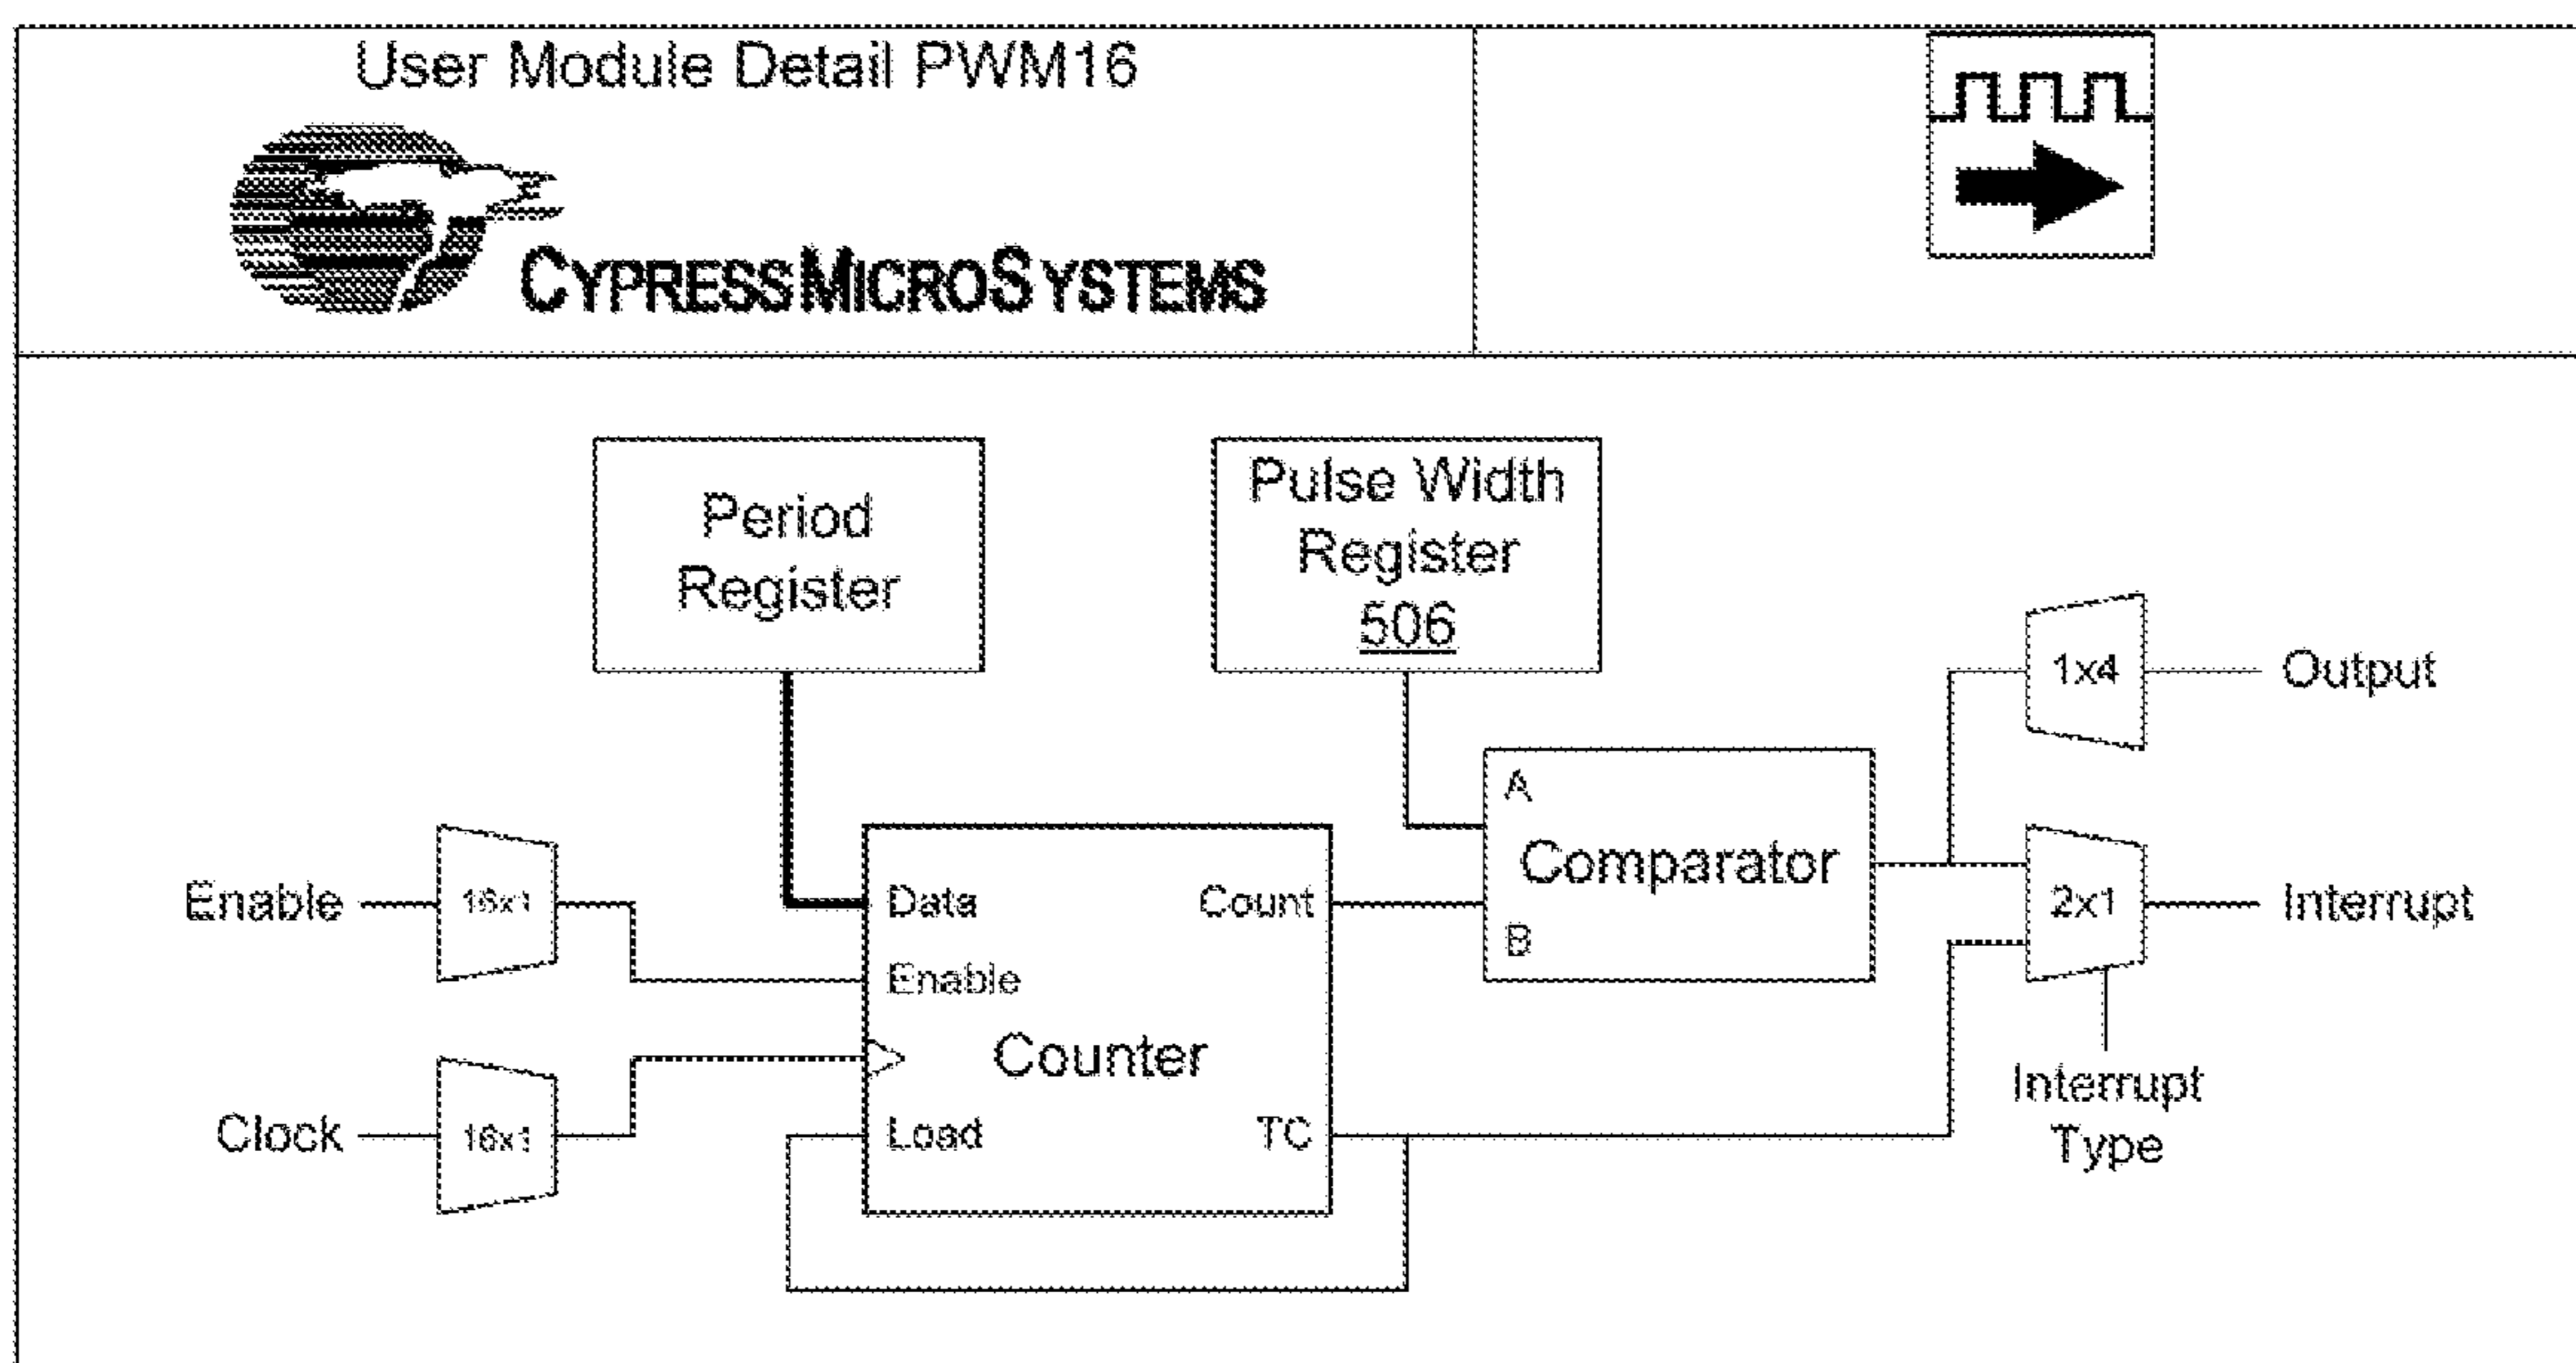 User Module Detail PWM16
CYPRESS MICROSYSTEMS
Period
Register
Pulse Width
Register
506
1x4
Output
A
Comparator
B
Enable
16x1
Data
Count
2x1
Interrupt
Enable
Counter
Clock
16x1
Load
TC
Interrupt
Type